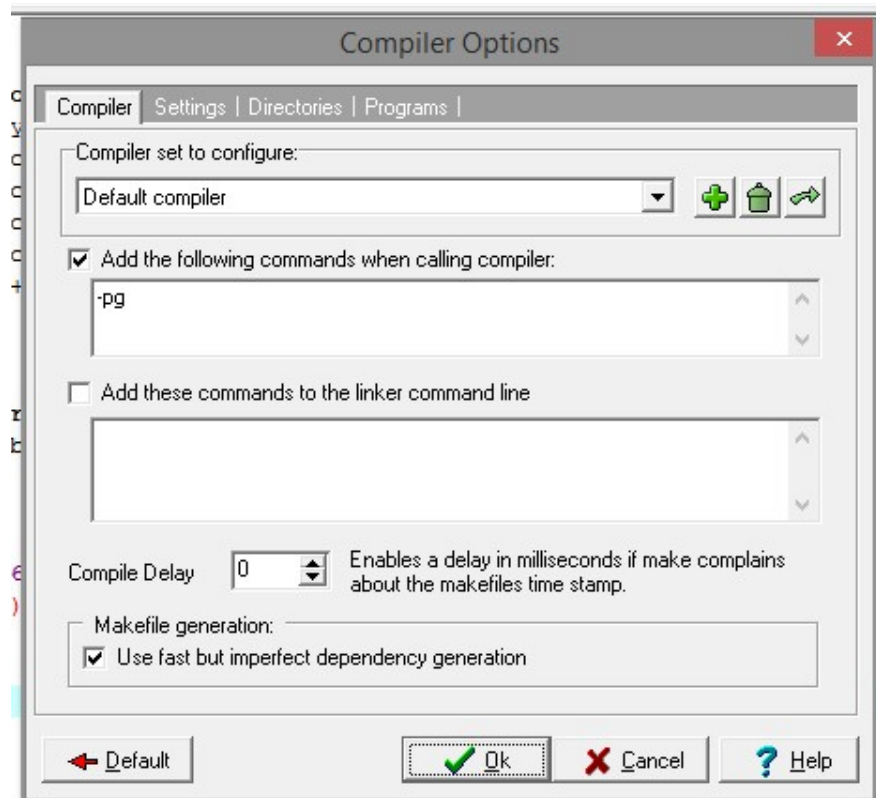 Compiler Options
Compiler | Settings | Directories | Programs |
Compiler set to configure:
Default compiler
Add the following commands when calling compiler:
-pg
Add these commands to the linker command line
Compile Delay
0
Enables a delay in milliseconds if make complains
about the makefiles time stamp.
Makefile generation:
Use fast but imperfect dependency generation
Default
Ok
Cancel
? Help